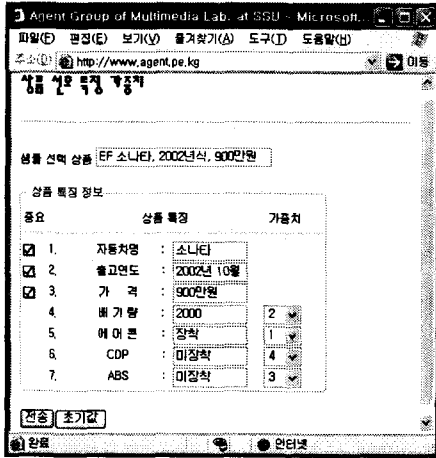 Agent Group of Multimedia Lab. at SSU - Microsoft...
파일(F) 편집(E) 보기(V) 즐겨찾기(A) 도구(T) 도움말(H)
주소(D) http://www.agent.pe.kg 이동
상품 선호 특징 가중치
샘플 선택 상품 EF 소나타, 2002년식, 900만원
상품 특징 정보
중요 상품 특징 가중치
1. 자동차명 : 소나타
2. 출고연도 : 2002년 10월
3. 가 격 : 900만원
4. 배기량 : 2000 2
5. 에어콘 : 장착 1
6. CDP : 미장착 4
7. ABS : 미장착 3
전송 초기값
완료 인터넷